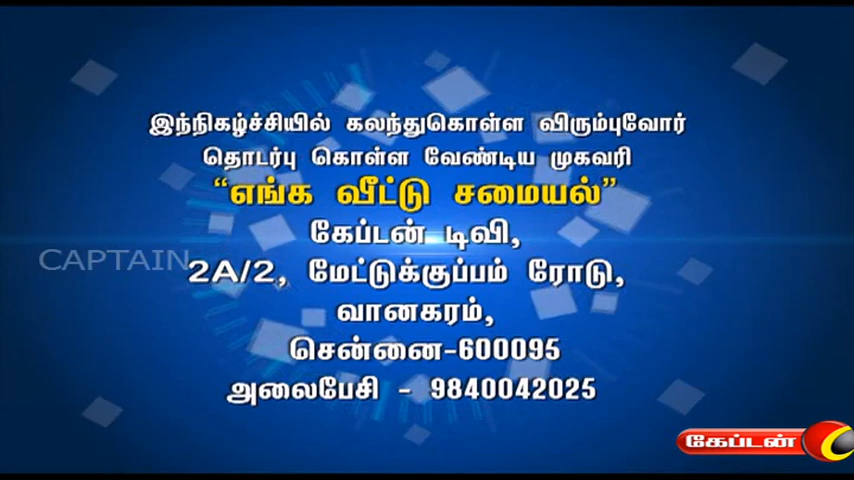 இந்நிகழ்ச்சியில் கலந்துகொள்ள விரும்புவோர்
தொடர்பு கொள்ள வேண்டிய முகவரி
“எங்க வீட்டு சமையல்”
கேப்டன் டிவி,
CAPTAIN
2A/2, மேட்டுக்குப்பம் ரோடு,
வானகரம்,
சென்னை-600095
அலைபேசி - 9840042025
கேப்டன்